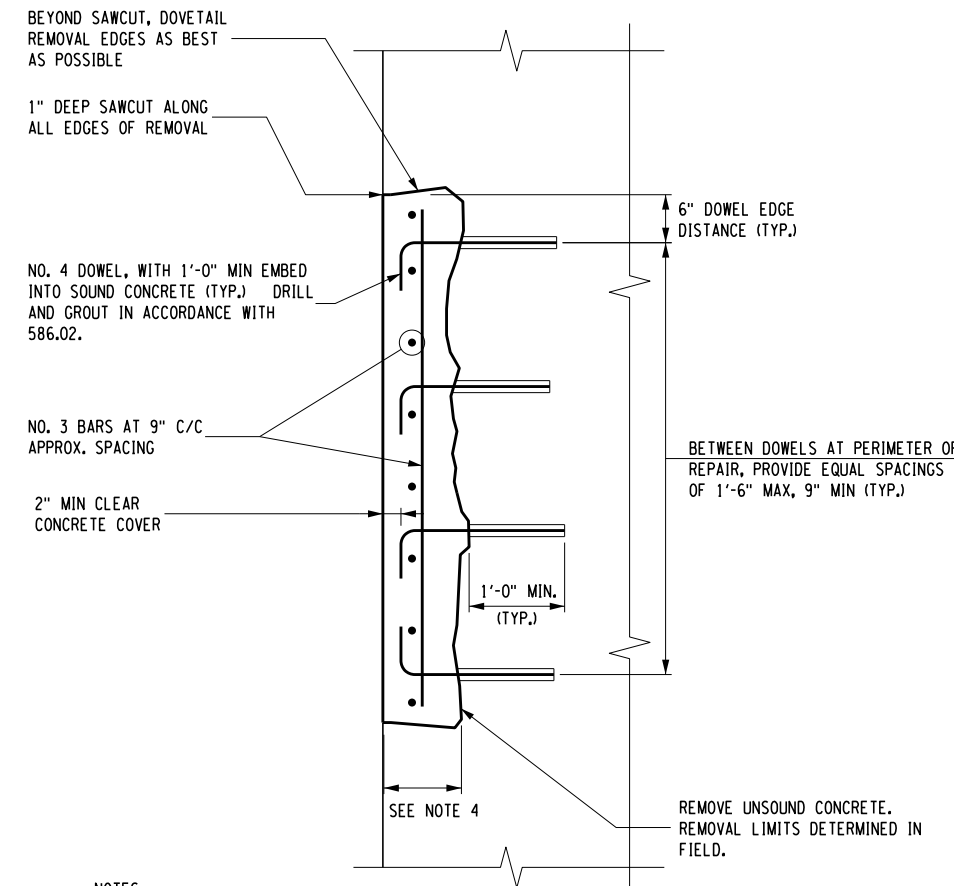 BEYOND SAWCUT, DOVETAIL
REMOVAL EDGES AS BEST
AS POSSIBLE
1" DEEP SAWCUT ALONG
ALL EDGES OF REMOVAL
6" DOWEL EDGE
DISTANCE (TYP.)
NO. 4 DOWEL, WITH 1'-0" MIN EMBED
INTO SOUND CONCRETE (TYP.) DRILL
AND GROUT IN ACCORDANCE WITH
586.02.
NO. 3 BARS AT 9" C/C
APPROX. SPACING
BETWEEN DOWELS AT PERIMETER OF
REPAIR, PROVIDE EQUAL SPACINGS
OF 1'-6" MAX, 9" MIN (TYP.)
2" MIN CLEAR
CONCRETE COVER
1'-0" MIN.
(TYP.)
SEE NOTE 4
REMOVE UNSOUND CONCRETE.
REMOVAL LIMITS DETERMINED IN
FIELD.
NOTES